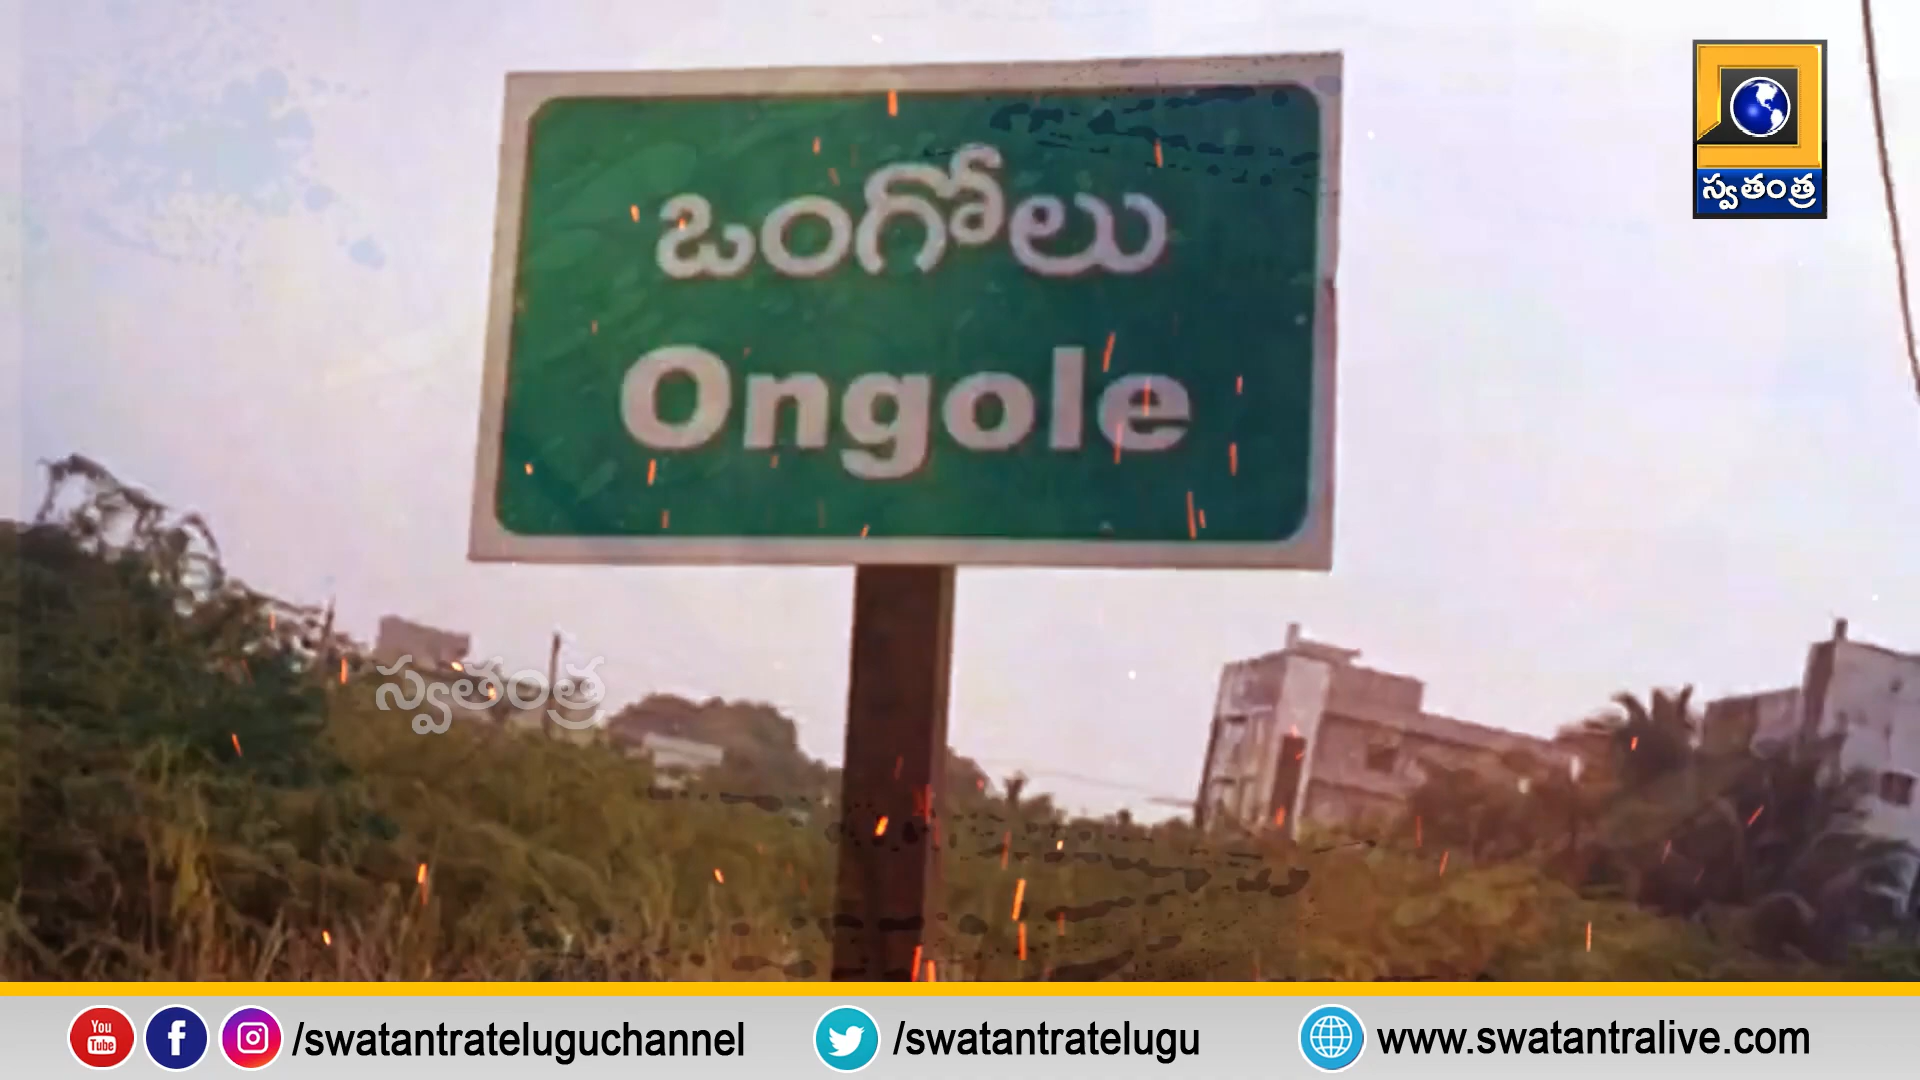 స్వతంత్ర
ఒంగోలు
Ongole
స్వతంత్ర
You
Tube
/swatantrateluguchannel
/swatantratelugu
www.swatantralive.com